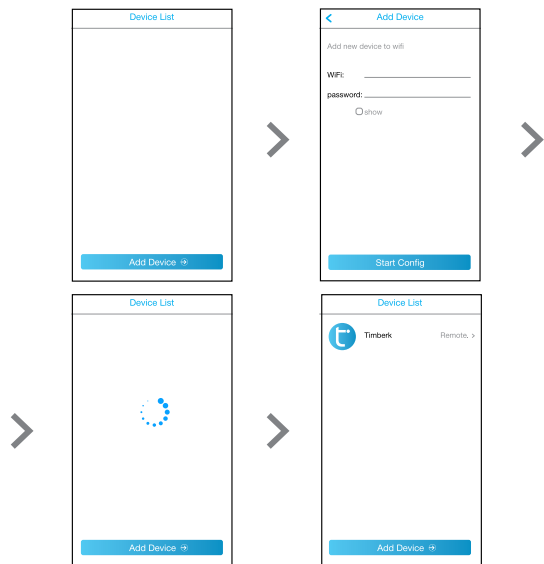 Device List
Add Device
Add Device
Add new device to wifi
WiFi:
password:
show
Start Config
Device List
Add Device
Device List
Timberk Remote. >
Add Device